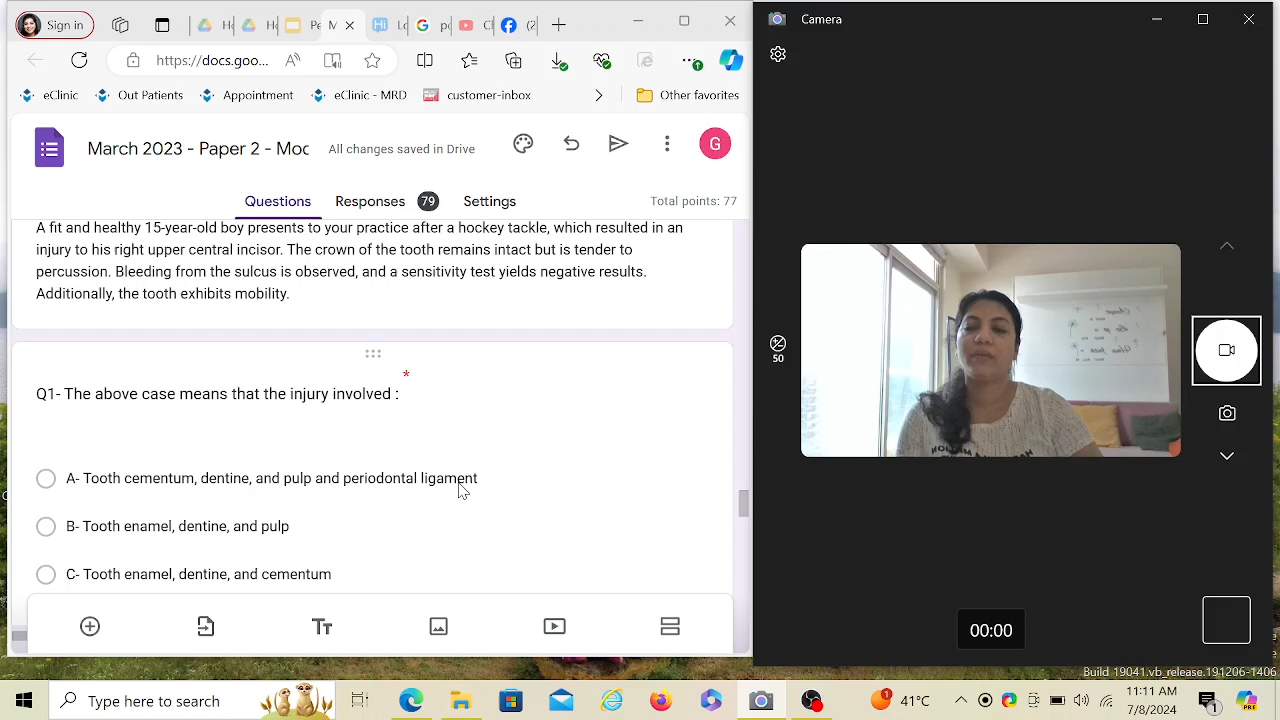 Sign
Camera
https://docs.goo...
eClinic
Out Patients
Appointment
eClinic - MRD
customer-inbox
Other favorites
March 2023 - Paper 2 - Moc
All changes saved in Drive
G
Questions
Responses
79
Settings
Total points: 77
A fit and healthy 15-year-old boy presents to your practice after a hockey tackle, which resulted in an
injury to his right upper central incisor. The crown of the tooth remains intact but is tender to
percussion. Bleeding from the sulcus is observed, and a sensitivity test yields negative results.
Additionally, the tooth exhibits mobility.
*
Q1- The above case means that the injury involved :
A- Tooth cementum, dentine, and pulp and periodontal ligament
B- Tooth enamel, dentine, and pulp
C- Tooth enamel, dentine, and cementum
50
00:00
Build 19041.vb_release.191206-1406
Type here to search
1
41°C
11:11 AM
7/8/2024
1
PRE